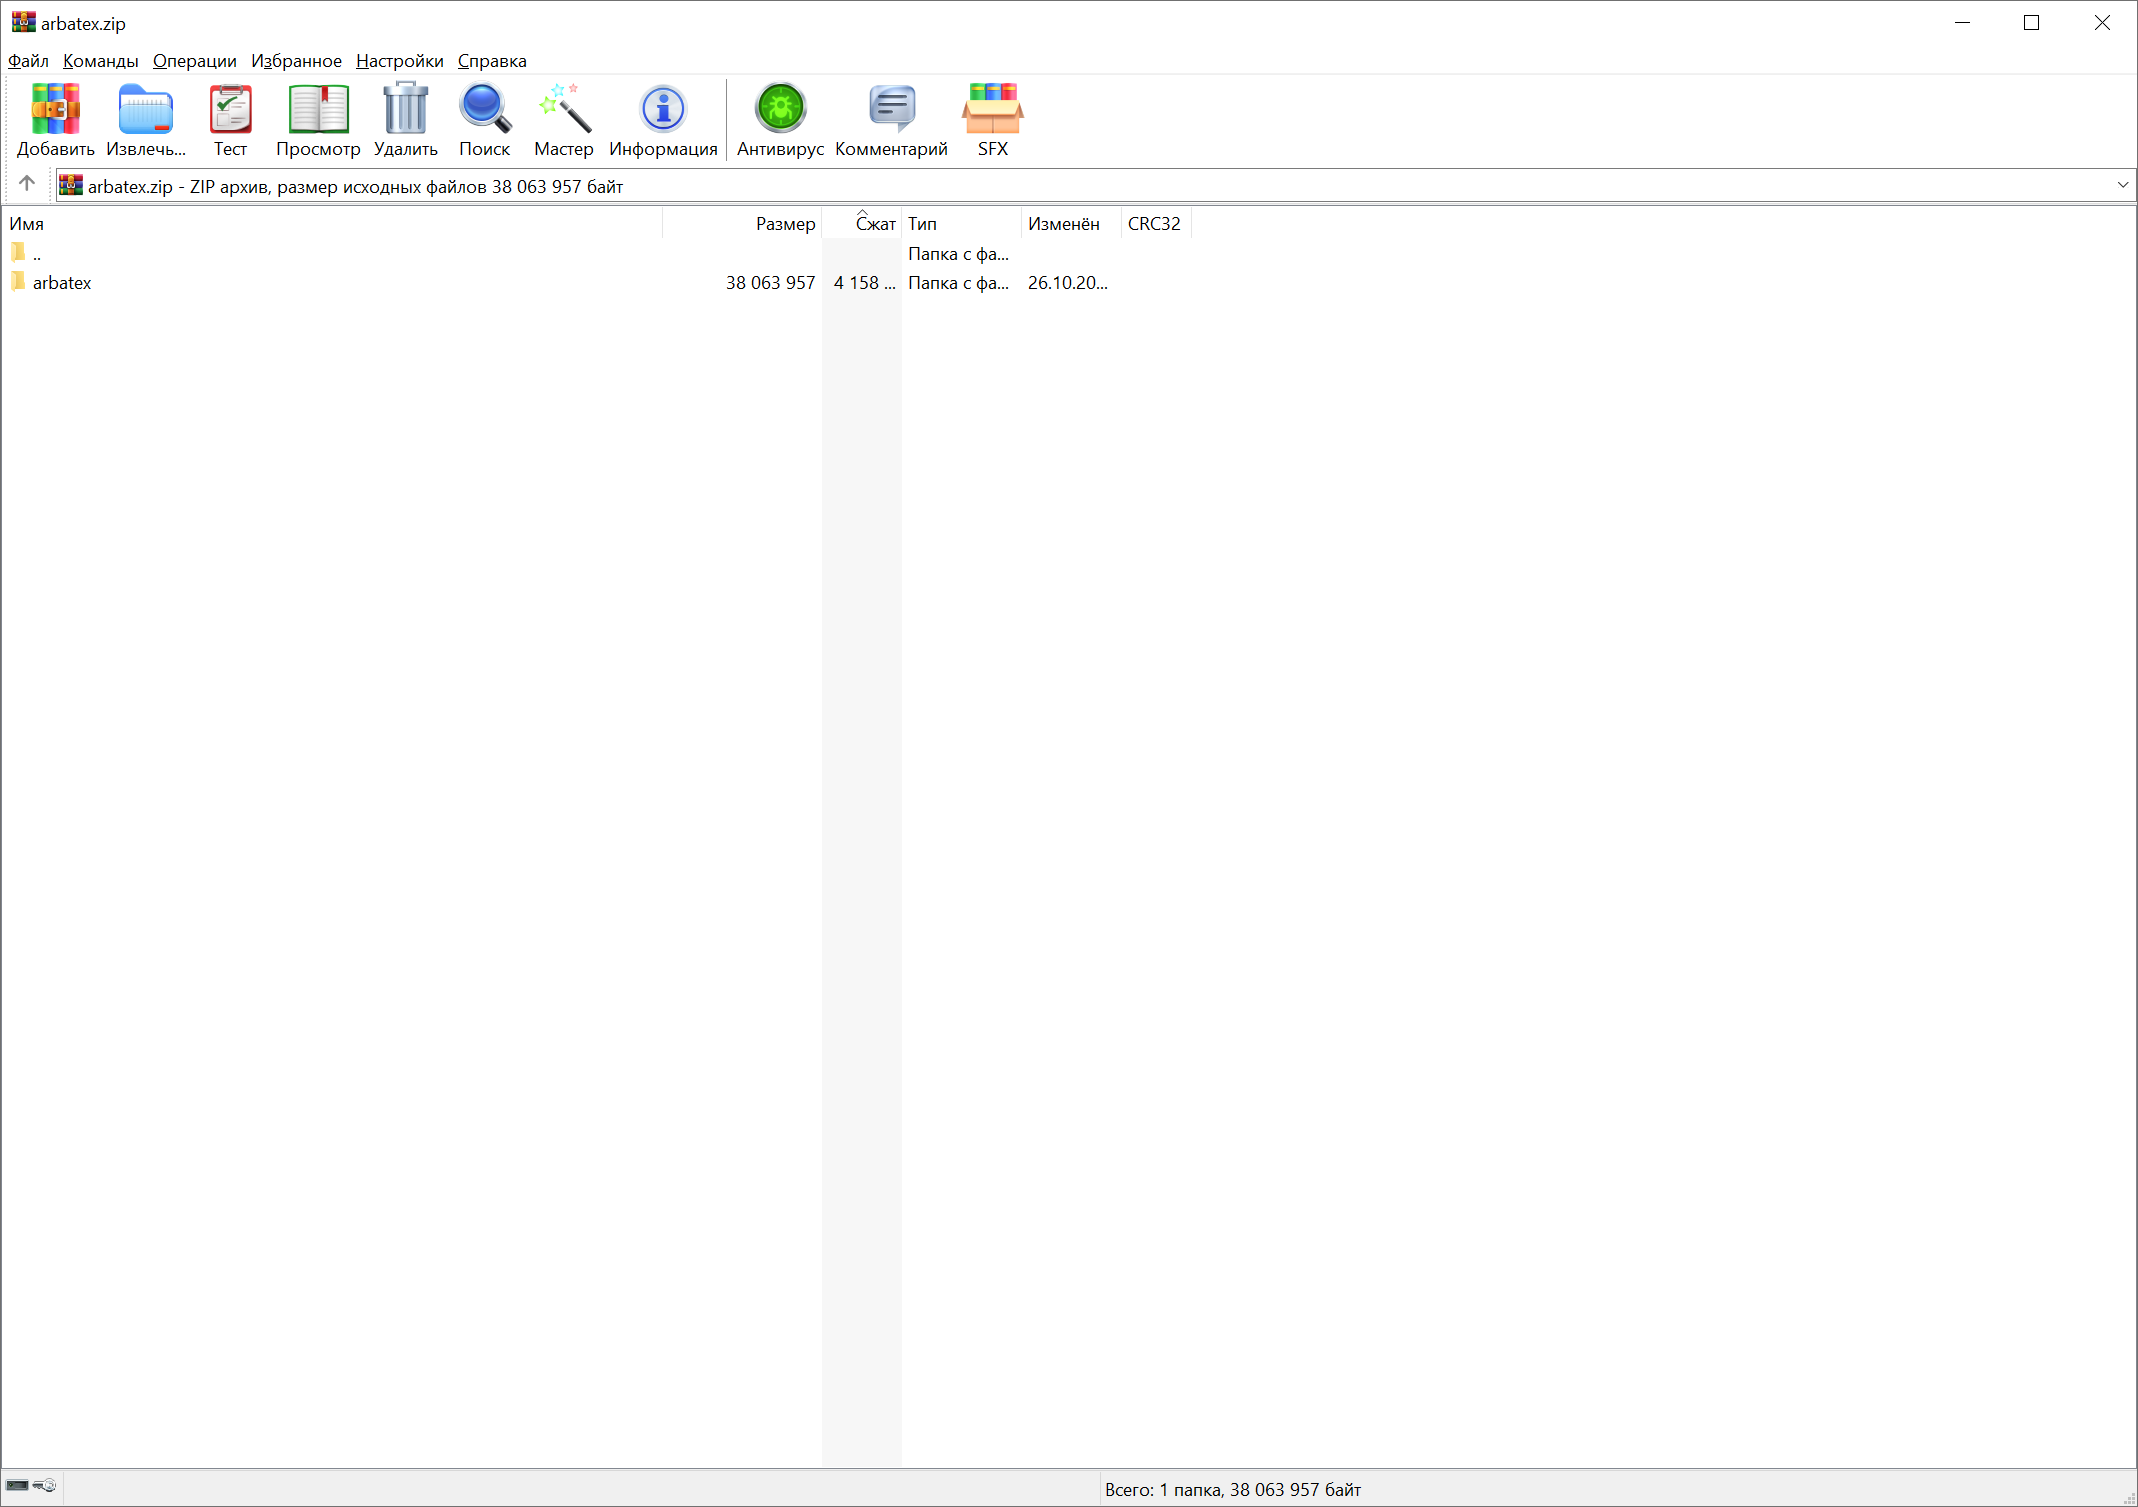 arbatex.zip
Файл Команды Операции Избранное Настройки Справка
Добавить Извлечь... Тест Просмотр Удалить Поиск Мастер Информация Антивирус Комментарий SFX
arbatex.zip - ZIP архив, размер исходных файлов 38 063 957 байт
Имя Размер Сжат Тип Изменён CRC32
.. Папка с фа...
arbatex 38 063 957 4 158 ... Папка с фа... 26.10.20...
Всего: 1 папка, 38 063 957 байт